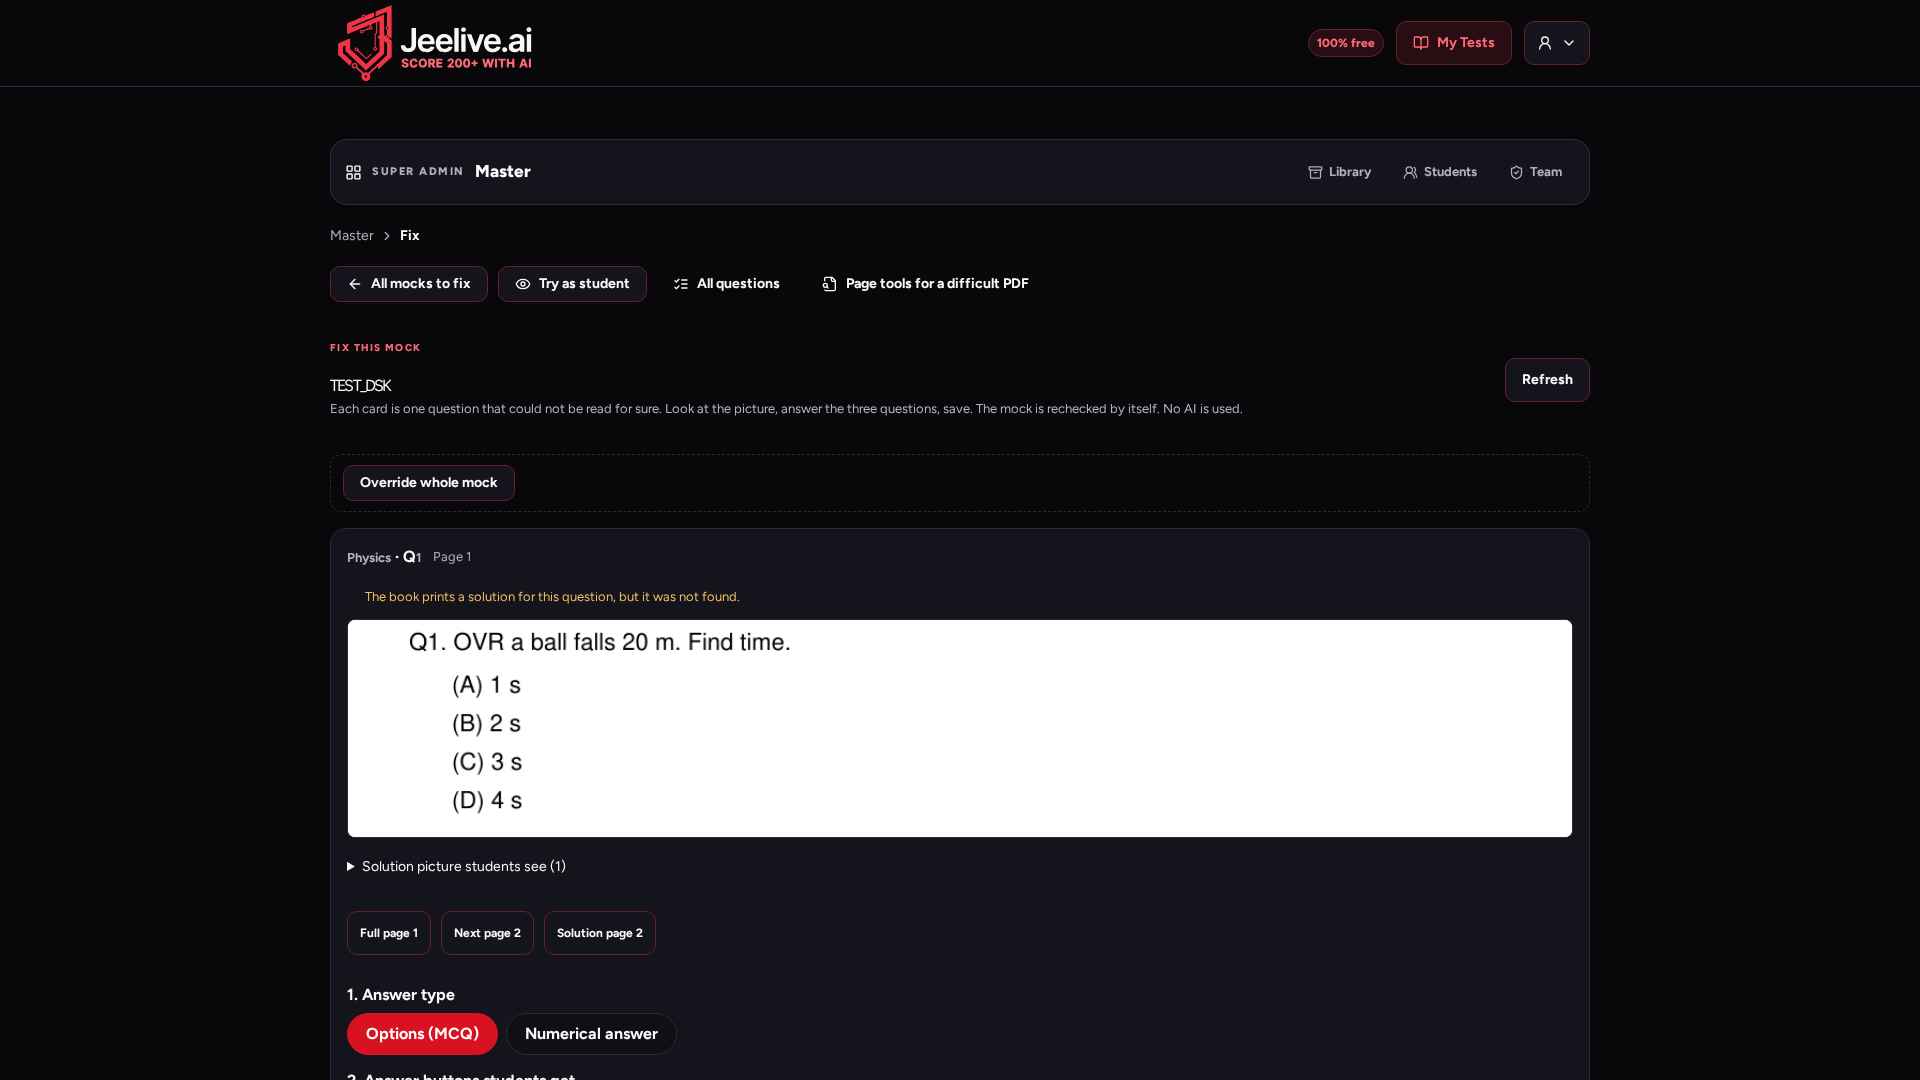 Jeelive.ai
SCORE 200+ WITH AI
100% free
My Tests
SUPER ADMIN Master
Library
Students
Team
Master > Fix
All mocks to fix
Try as student
All questions
Page tools for a difficult PDF
FIX THIS MOCK
TEST_DSK
Each card is one question that could not be read for sure. Look at the picture, answer the three questions, save. The mock is rechecked by itself. No AI is used.
Refresh
Override whole mock
Physics · Q1 Page 1
The book prints a solution for this question, but it was not found.
Q1. OVR a ball falls 20 m. Find time.
(A) 1 s
(B) 2 s
(C) 3 s
(D) 4 s
Solution picture students see (1)
Full page 1
Next page 2
Solution page 2
1. Answer type
Options (MCQ)
Numerical answer
2. Answer buttons students get